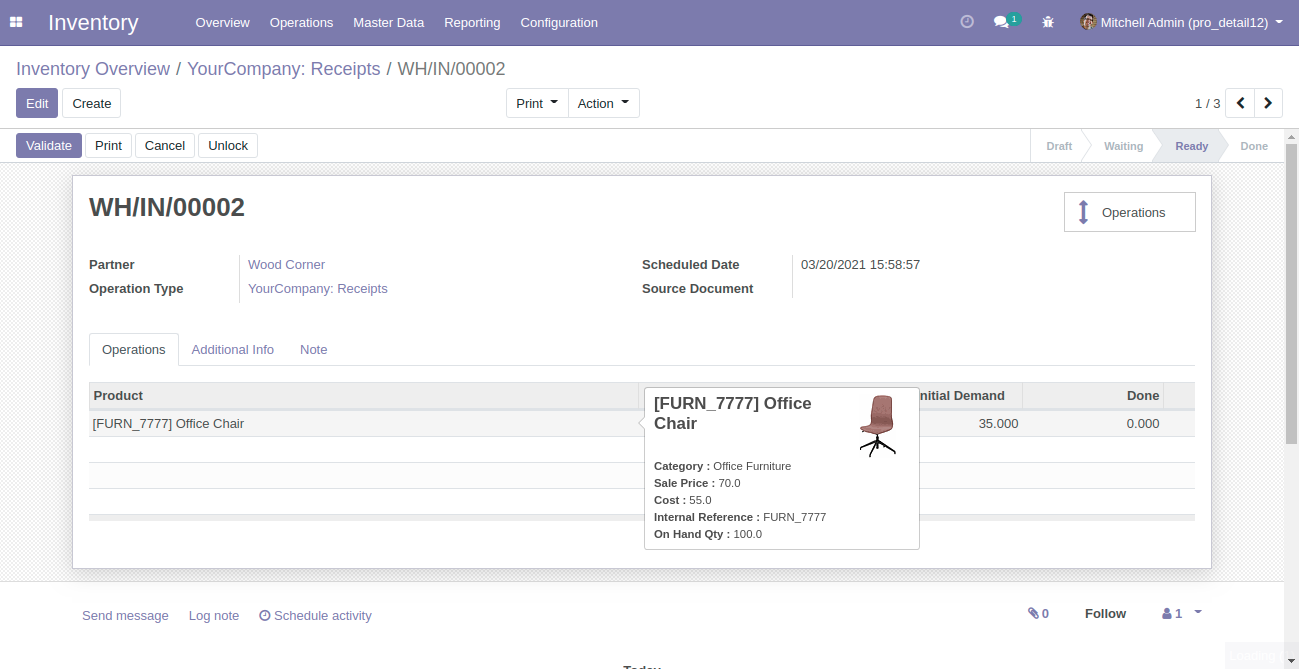 Inventory Overview Operations Master Data Reporting Configuration 1 Mitchell Admin (pro_detail12)
Inventory Overview / YourCompany: Receipts / WH/IN/00002
Edit Create Print Action 1 / 3
Validate Print Cancel Unlock Draft Waiting Ready Done
WH/IN/00002
Operations
Partner Wood Corner Scheduled Date 03/20/2021 15:58:57
Operation Type YourCompany: Receipts Source Document
Operations Additional Info Note
Product nitial Demand Done
[FURN_7777] Office Chair 35.000 0.000
[FURN_7777] Office
Chair
Category : Office Furniture
Sale Price : 70.0
Cost : 55.0
Internal Reference : FURN_7777
On Hand Qty : 100.0
Send message Log note Schedule activity 0 Follow 1
Today